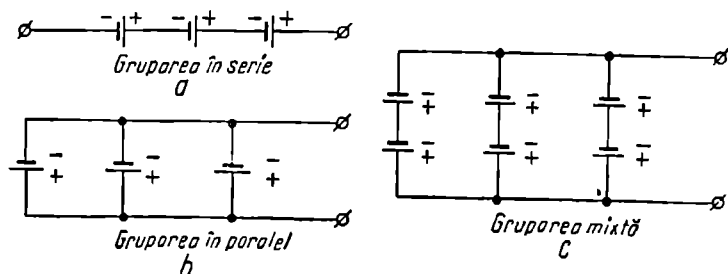 - + - + - +
Gruparea în serie
a
- - -
+ + +
Gruparea în paralel
b
- - -
+ + +
- - -
+ + +
Gruparea mixtă
c